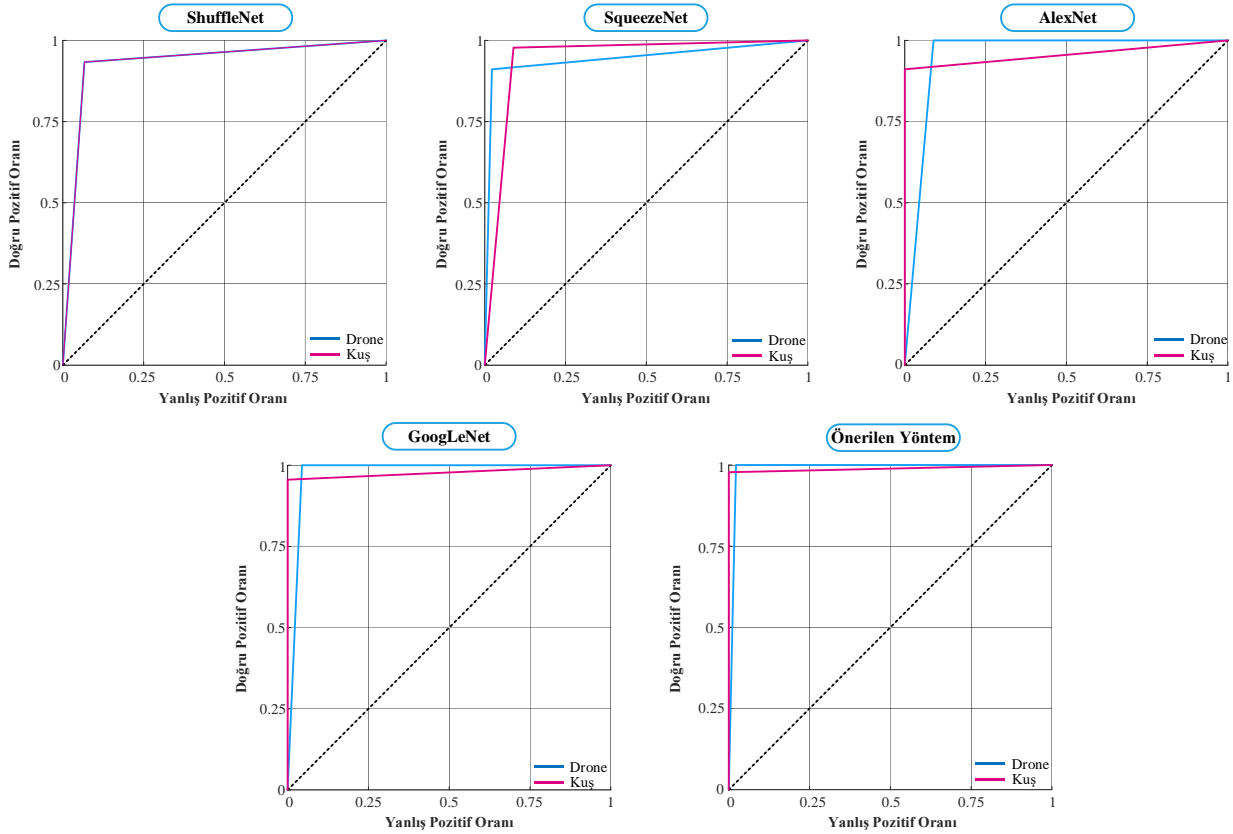 ShuffleNet
1
0.75
0.5
0.25
0
Doğru Pozitif Oranı
Drone
Kuş
0 0.25 0.5 0.75 1
Yanlış Pozitif Oranı
SqueezeNet
1
0.75
0.5
0.25
0
Doğru Pozitif Oranı
Drone
Kuş
0 0.25 0.5 0.75 1
Yanlış Pozitif Oranı
AlexNet
1
0.75
0.5
0.25
0
Doğru Pozitif Oranı
Drone
Kuş
0 0.25 0.5 0.75 1
Yanlış Pozitif Oranı
GoogLeNet
1
0.75
0.5
0.25
0
Doğru Pozitif Oranı
Drone
Kuş
0 0.25 0.5 0.75 1
Yanlış Pozitif Oranı
Önerilen Yöntem
1
0.75
0.5
0.25
0
Doğru Pozitif Oranı
Drone
Kuş
0 0.25 0.5 0.75 1
Yanlış Pozitif Oranı